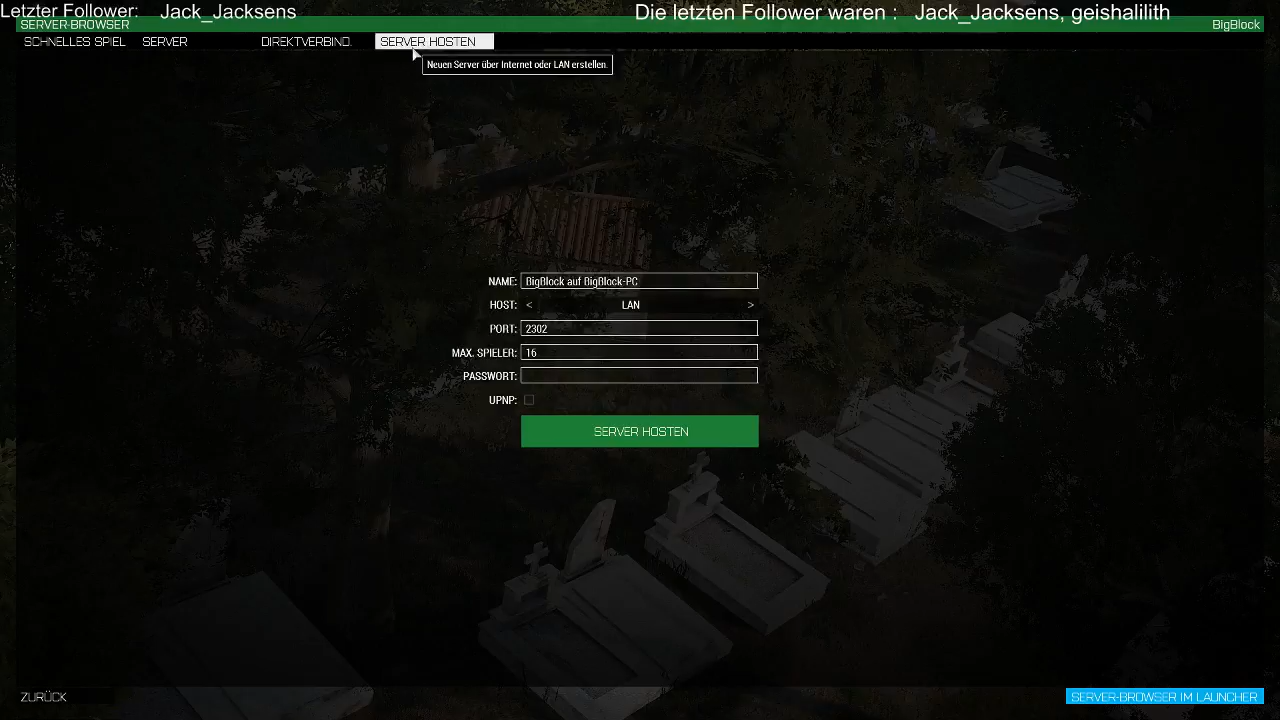 Letzter Follower: Jack_Jacksens
Die letzten Follower waren : Jack_Jacksens, geishalilith
SERVER-BROWSER
BigBlock
SCHNELLES SPIEL SERVER DIREKTVERBIND. SERVER HOSTEN
Neuen Server über Internet oder LAN erstellen.
NAME: BigBlock auf BigBlock-PC
HOST: < LAN >
PORT: 2302
MAX. SPIELER: 16
PASSWORT:
UPNP:
SERVER HOSTEN
ZURÜCK
SERVER-BROWSER IM LAUNCHER